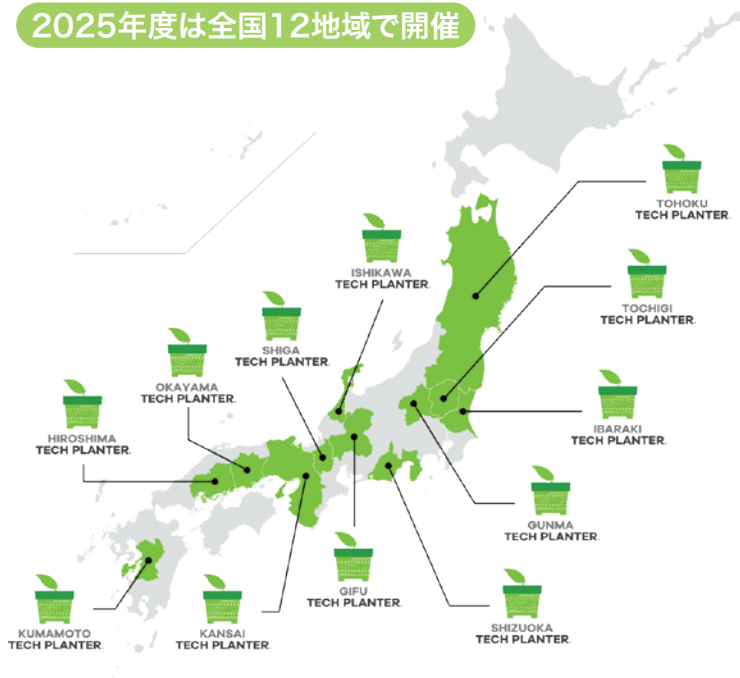 2025年度は全国12地域で開催
TOHOKU
TECH PLANTER
ISHIKAWA
TECH PLANTER
TOCHIGI
TECH PLANTER
SHIGA
TECH PLANTER
OKAYAMA
TECH PLANTER
HIROSHIMA
TECH PLANTER
IBARAKI
TECH PLANTER
GUNMA
TECH PLANTER
GIFU
TECH PLANTER
KUMAMOTO
TECH PLANTER
KANSAI
TECH PLANTER
SHIZUOKA
TECH PLANTER